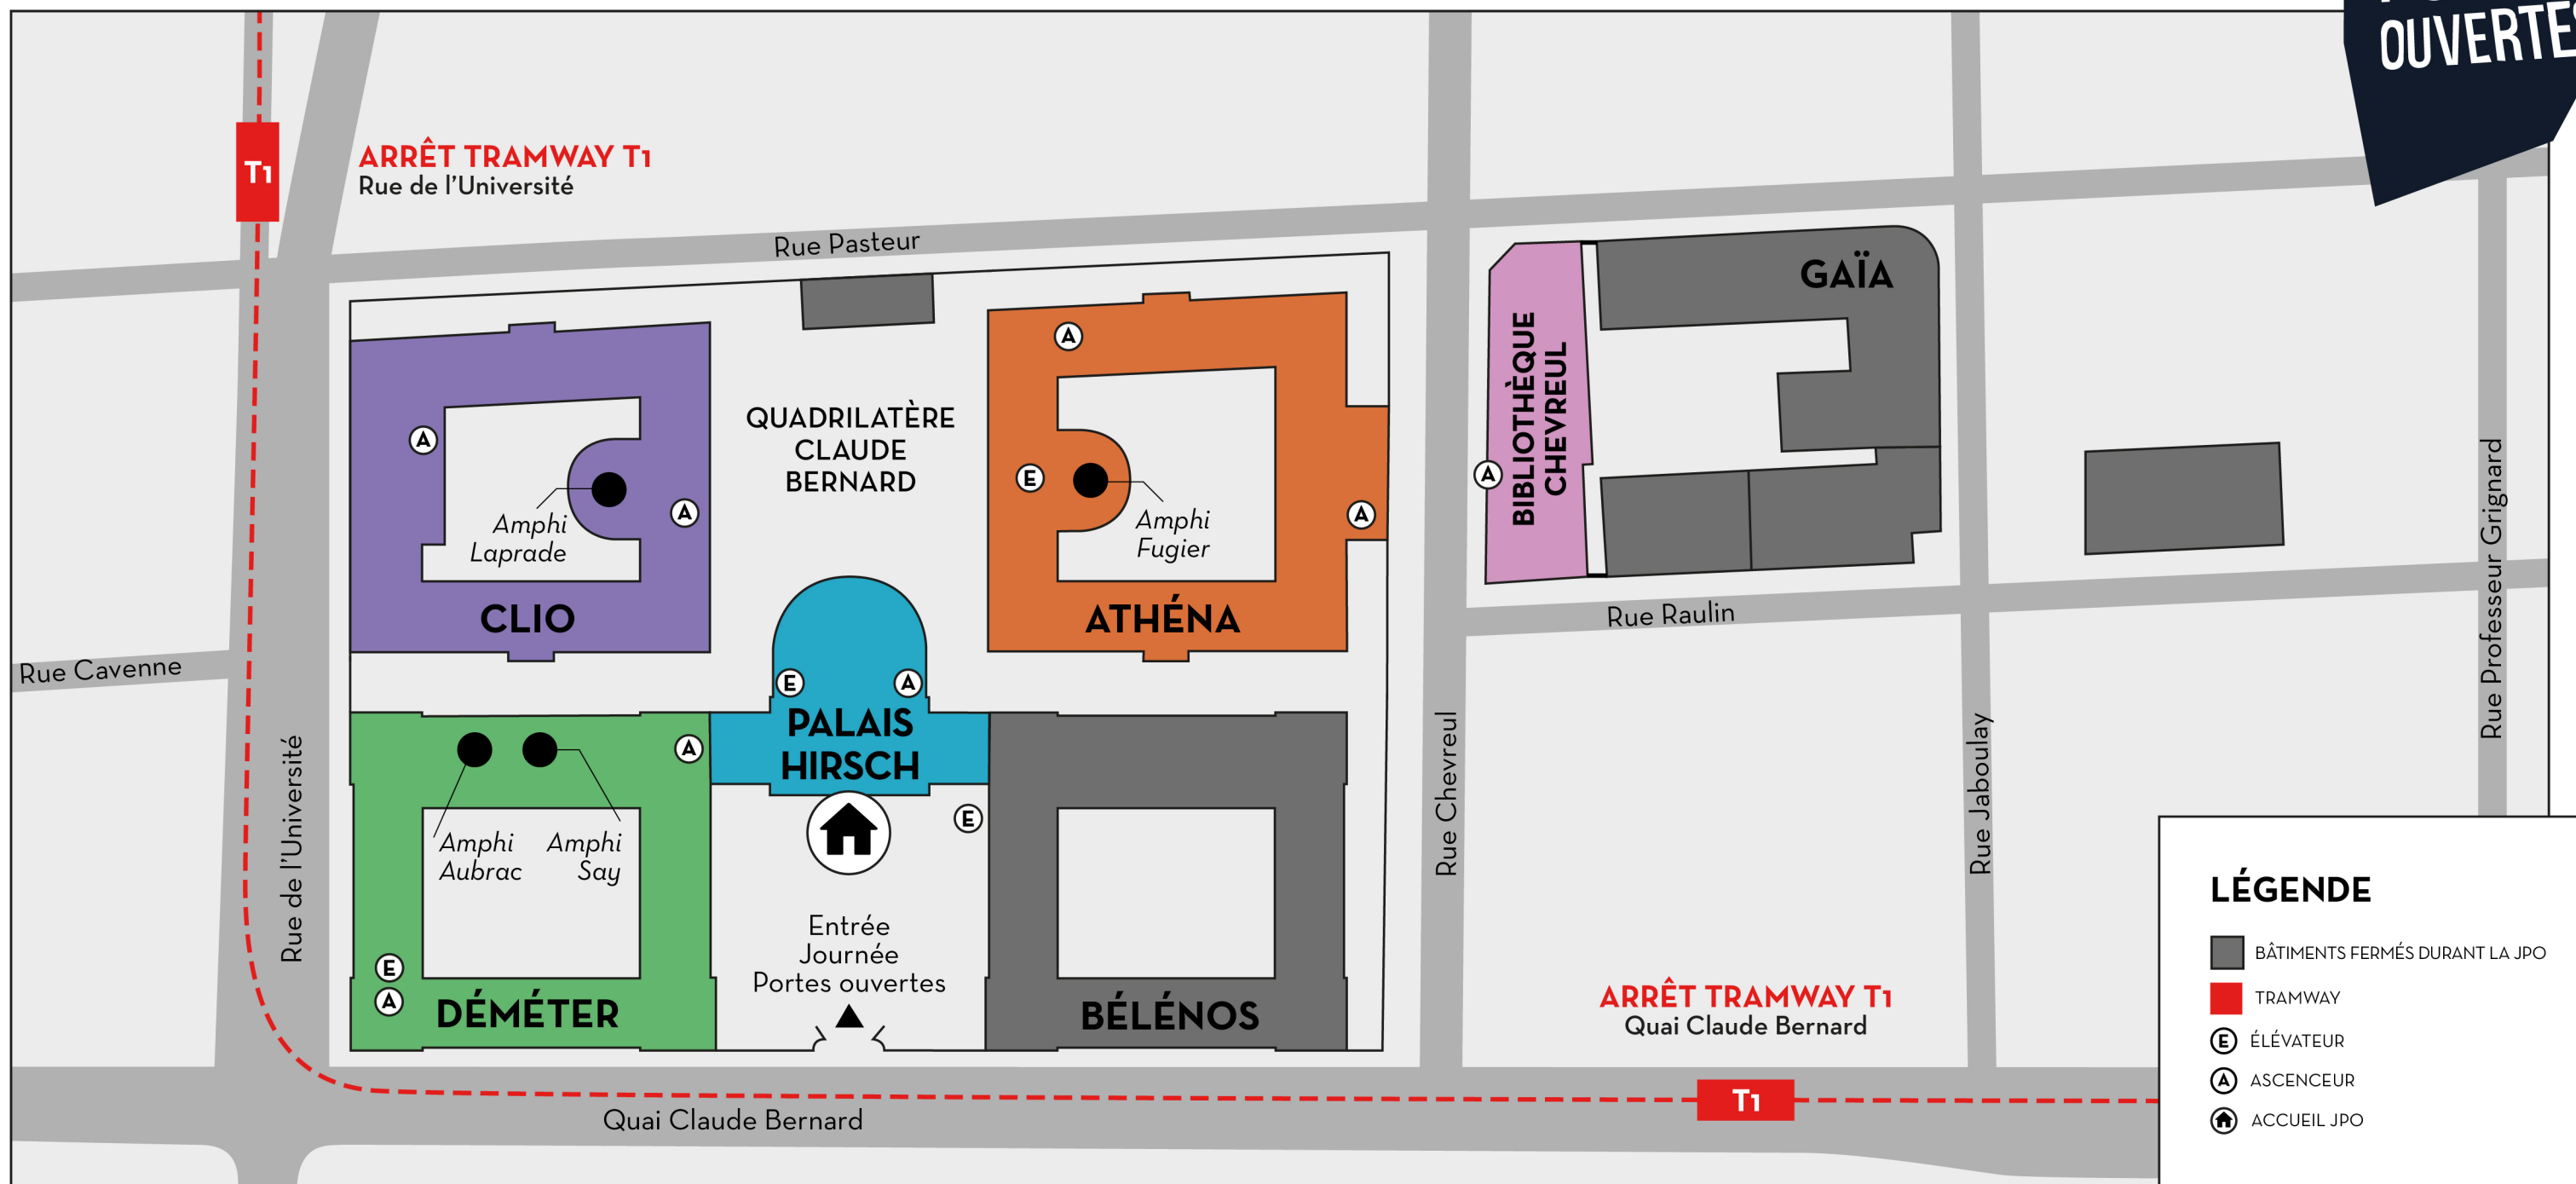 OUVERTES
T1
ARRÊT TRAMWAY T1
Rue de l'Université
Rue Pasteur
GAÏA
A
BIBLIOTHÈQUE
CHEVREUL
A
QUADRILATÈRE
CLAUDE
BERNARD
A
A
E
A
A
Amphi
Laprade
Amphi
Fugier
CLIO
ATHÉNA
Rue Raulin
Rue Cavenne
Rue Professeur Grignard
E
A
PALAIS
HIRSCH
A
E
Rue de l'Université
Rue Chevreul
Rue Jaboulay
Amphi
Aubrac
Amphi
Say
Entrée
Journée
Portes ouvertes
E
A
DÉMÉTER
BÉLÉNOS
ARRÊT TRAMWAY T1
Quai Claude Bernard
T1
Quai Claude Bernard
LÉGENDE
BÂTIMENTS FERMÉS DURANT LA JPO
TRAMWAY
E ÉLÉVATEUR
A ASCENCEUR
ACCUEIL JPO